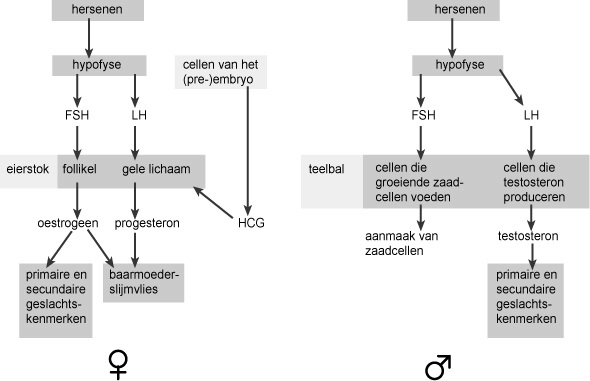 hersenen
hypofyse
cellen van het
(pre-)embryo
FSH
LH
eierstok
follikel
gele lichaam
oestrogeen
progesteron
HCG
primaire en
secundaire
geslachts-
kenmerken
baarmoeder-
slijmvlies
♀
hersenen
hypofyse
FSH
LH
teelbal
cellen die
groeiende zaad-
cellen voeden
cellen die
testosteron
produceren
aanmaak van
zaadcellen
testosteron
primaire en
secundaire
geslachts-
kenmerken
♂